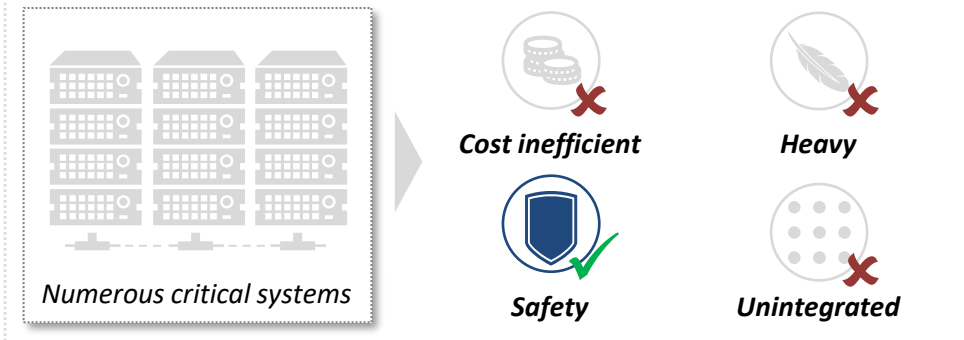 Cost inefficient
Heavy
Numerous critical systems
Safety
Unintegrated